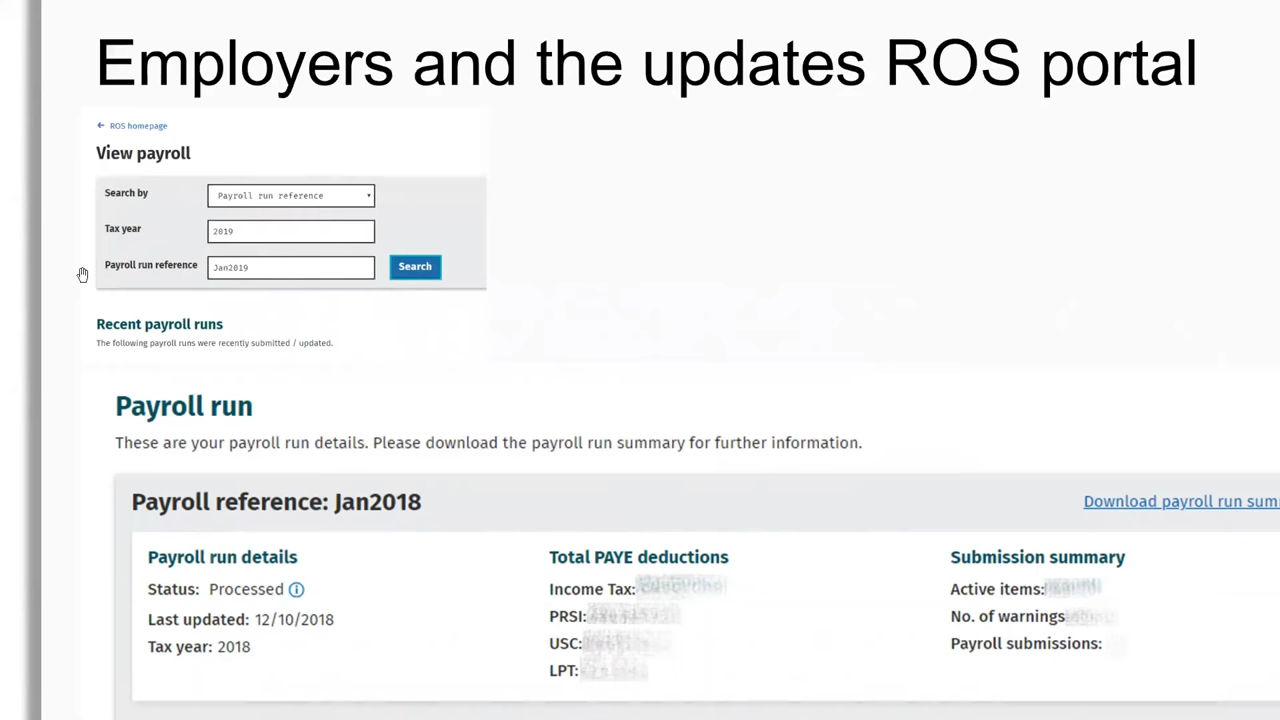 Employers and the updates ROS portal
← ROS homepage
View payroll
Search by
Payroll run reference
Tax year
2019
Payroll run reference
Jan2019
Search
Recent payroll runs
The following payroll runs were recently submitted / updated.
Payroll run
These are your payroll run details. Please download the payroll run summary for further information.
Payroll reference: Jan2018
Download payroll run sum
Payroll run details
Status: Processed
Last updated: 12/10/2018
Tax year: 2018
Total PAYE deductions
Income Tax:
PRSI:
USC:
LPT:
Submission summary
Active items:
No. of warnings
Payroll submissions: